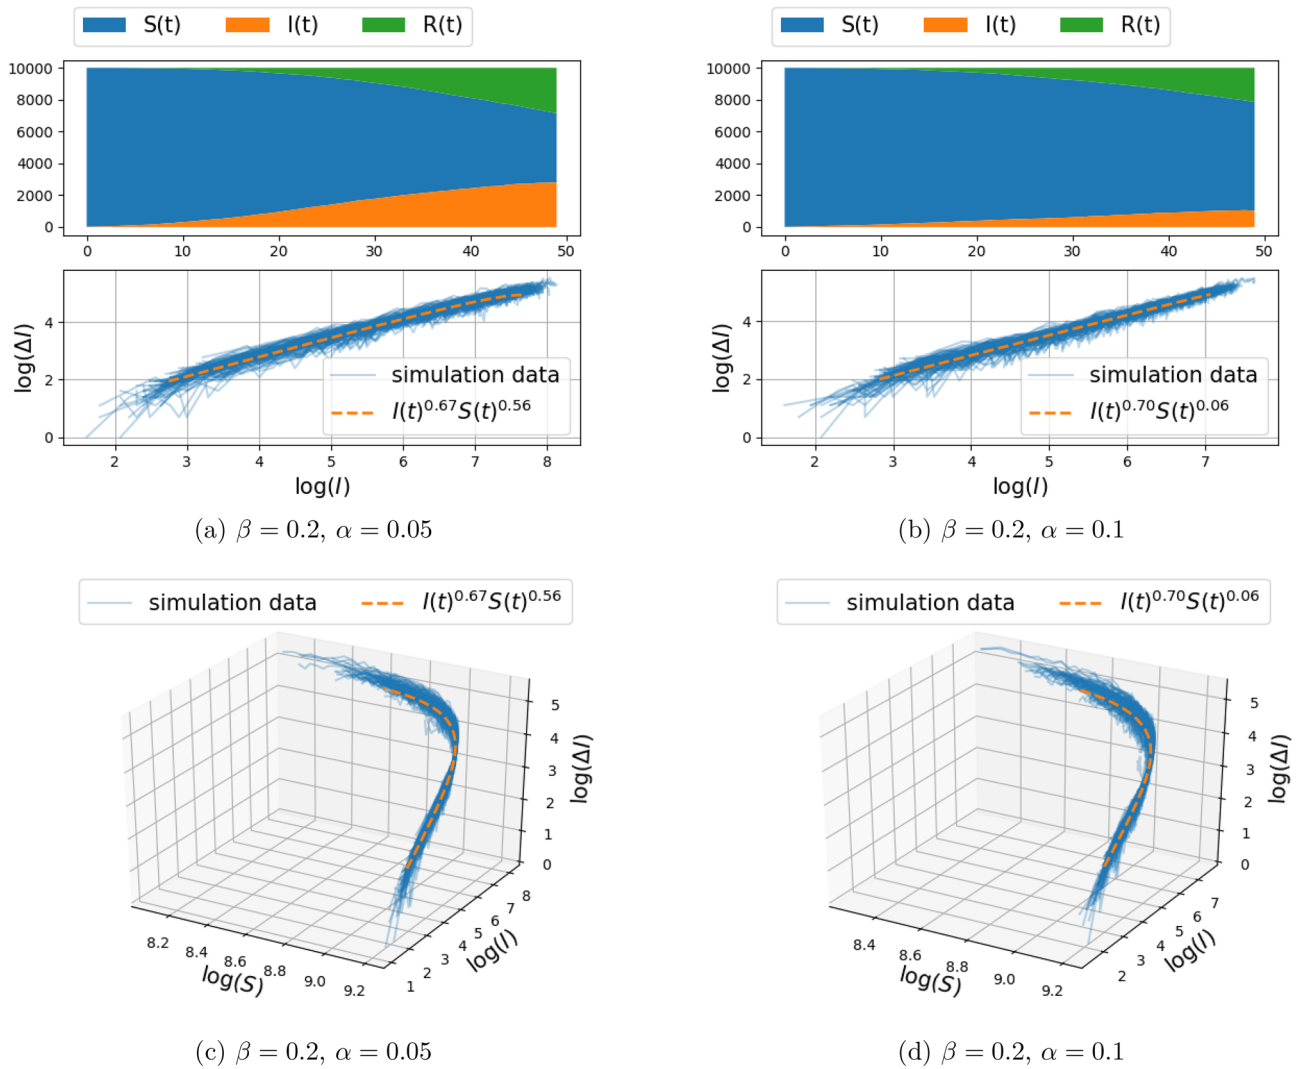 S(t) I(t) R(t)
10000
8000
6000
4000
2000
0
0 10 20 30 40 50
log(ΔI)
4
2
0
simulation data
I(t)^0.67 S(t)^0.56
2 3 4 5 6 7 8
log(I)
(a) β = 0.2, α = 0.05
S(t) I(t) R(t)
10000
8000
6000
4000
2000
0
0 10 20 30 40 50
log(ΔI)
4
2
0
simulation data
I(t)^0.70 S(t)^0.06
2 3 4 5 6 7
log(I)
(b) β = 0.2, α = 0.1
simulation data I(t)^0.67 S(t)^0.56
5
4
3
2
1
0
log(ΔI)
8.2 8.4 8.6 8.8 9.0 9.2
log(S)
1 2 3 4 5 6 7 8
log(I)
(c) β = 0.2, α = 0.05
simulation data I(t)^0.70 S(t)^0.06
5
4
3
2
1
0
log(ΔI)
8.4 8.6 8.8 9.0 9.2
log(S)
2 3 4 5 6 7
log(I)
(d) β = 0.2, α = 0.1